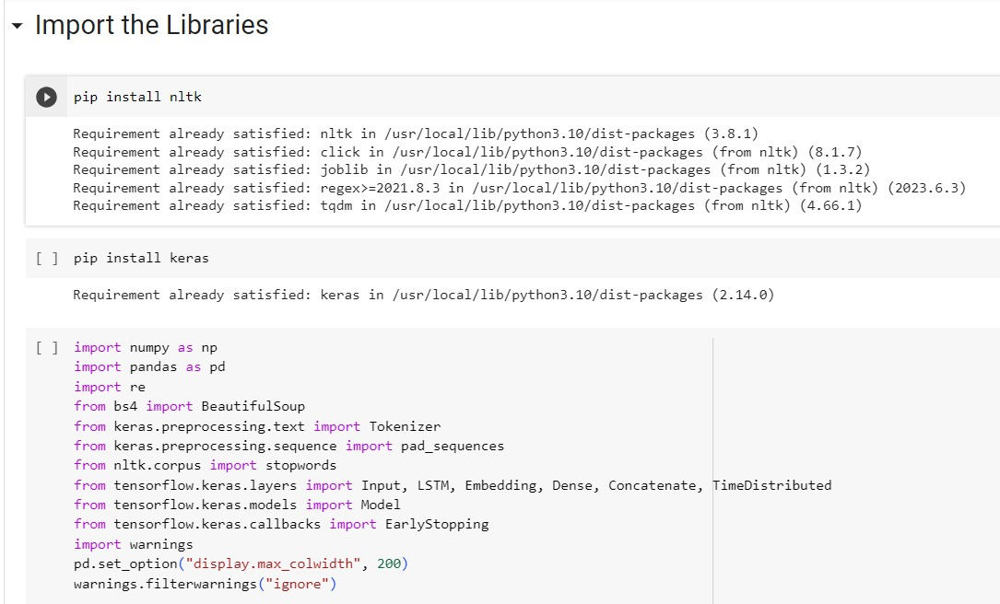 Import the Libraries
pip install nltk
Requirement already satisfied: nltk in /usr/local/lib/python3.10/dist-packages (3.8.1)
Requirement already satisfied: click in /usr/local/lib/python3.10/dist-packages (from nltk) (8.1.7)
Requirement already satisfied: joblib in /usr/local/lib/python3.10/dist-packages (from nltk) (1.3.2)
Requirement already satisfied: regex>=2021.8.3 in /usr/local/lib/python3.10/dist-packages (from nltk) (2023.6.3)
Requirement already satisfied: tqdm in /usr/local/lib/python3.10/dist-packages (from nltk) (4.66.1)
[ ] pip install keras
Requirement already satisfied: keras in /usr/local/lib/python3.10/dist-packages (2.14.0)
[ ] import numpy as np
import pandas as pd
import re
from bs4 import BeautifulSoup
from keras.preprocessing.text import Tokenizer
from keras.preprocessing.sequence import pad_sequences
from nltk.corpus import stopwords
from tensorflow.keras.layers import Input, LSTM, Embedding, Dense, Concatenate, TimeDistributed
from tensorflow.keras.models import Model
from tensorflow.keras.callbacks import EarlyStopping
import warnings
pd.set_option("display.max_colwidth", 200)
warnings.filterwarnings("ignore")